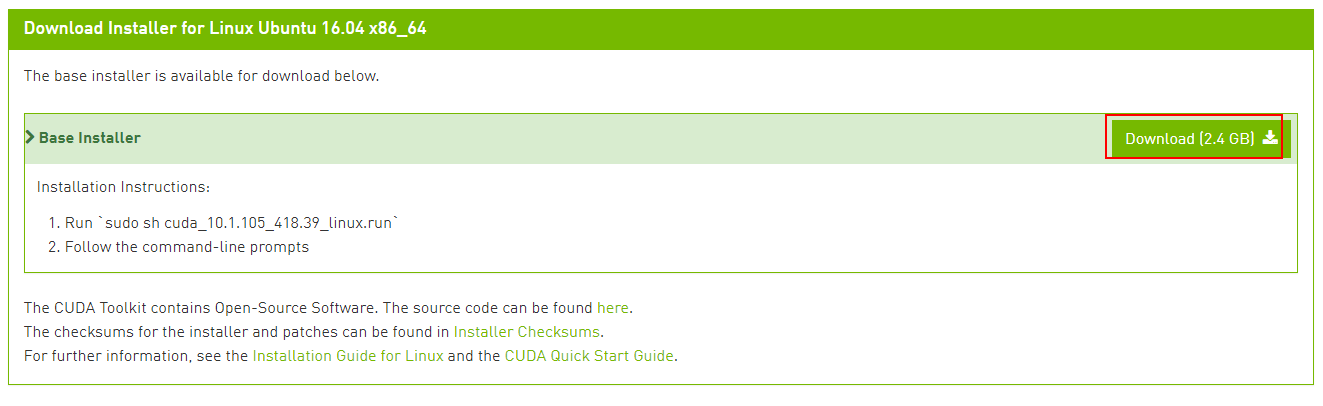 Download Installer for Linux Ubuntu 16.04 x86_64
The base installer is available for download below.
Base Installer
Download (2.4 GB)
Installation Instructions:
1. Run `sudo sh cuda_10.1.105_418.39_linux.run`
2. Follow the command-line prompts
The CUDA Toolkit contains Open-Source Software. The source code can be found here.
The checksums for the installer and patches can be found in Installer Checksums.
For further information, see the Installation Guide for Linux and the CUDA Quick Start Guide.